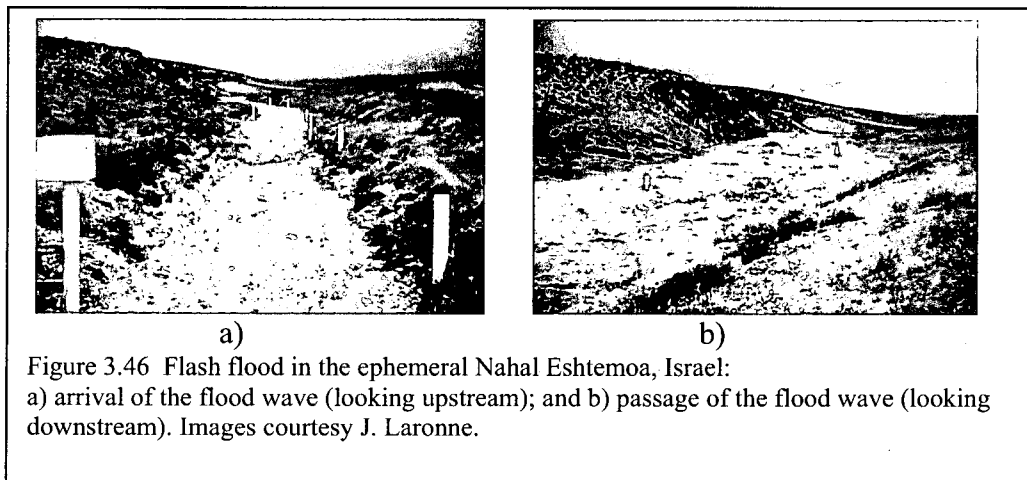 a)
b)
Figure 3.46 Flash flood in the ephemeral Nahal Eshtemoa, Israel:
a) arrival of the flood wave (looking upstream); and b) passage of the flood wave (looking
downstream). Images courtesy J. Laronne.